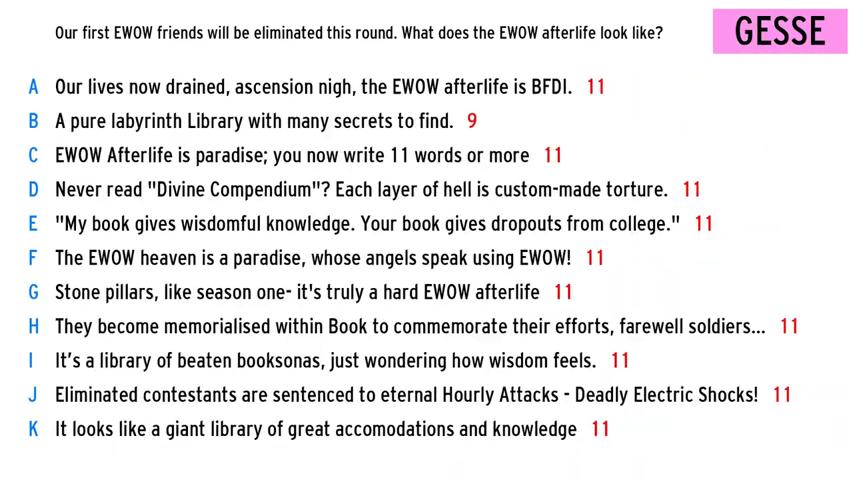 Our first EWOW friends will be eliminated this round. What does the EWOW afterlife look like?
GESSE
A Our lives now drained, ascension nigh, the EWOW afterlife is BFDI. 11
B A pure labyrinth Library with many secrets to find. 9
C EWOW Afterlife is paradise; you now write 11 words or more 11
D Never read "Divine Compendium"? Each layer of hell is custom-made torture. 11
E "My book gives wisdomful knowledge. Your book gives dropouts from college." 11
F The EWOW heaven is a paradise, whose angels speak using EWOW! 11
G Stone pillars, like season one- it's truly a hard EWOW afterlife 11
H They become memorialised within Book to commemorate their efforts, farewell soldiers... 11
I It's a library of beaten booksonas, just wondering how wisdom feels. 11
J Eliminated contestants are sentenced to eternal Hourly Attacks - Deadly Electric Shocks! 11
K It looks like a giant library of great accomodations and knowledge 11